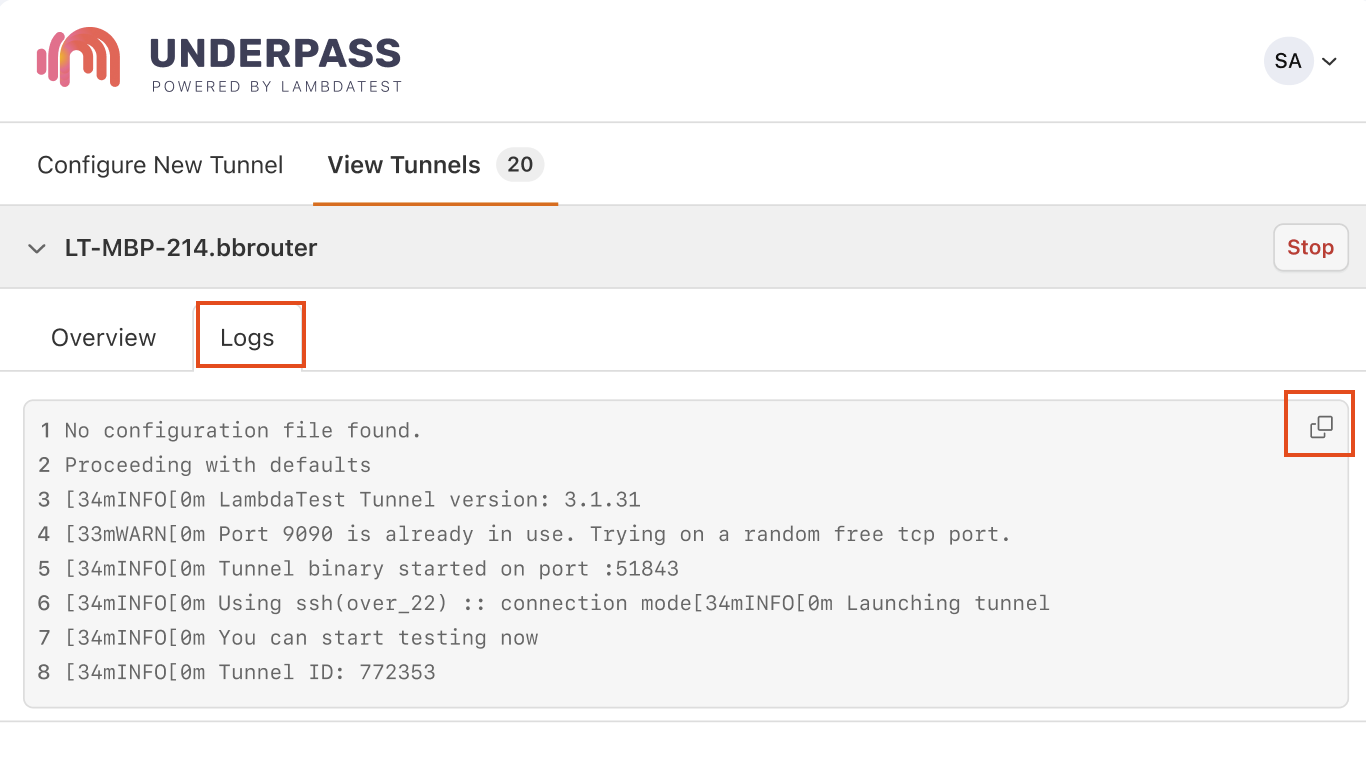 UNDERPASS
POWERED BY LAMBDATEST
SA
Configure New Tunnel View Tunnels 20
LT-MBP-214.bbrouter Stop
Overview Logs
1 No configuration file found.
2 Proceeding with defaults
3 [34mINFO[0m LambdaTest Tunnel version: 3.1.31
4 [33mWARN[0m Port 9090 is already in use. Trying on a random free tcp port.
5 [34mINFO[0m Tunnel binary started on port :51843
6 [34mINFO[0m Using ssh(over_22) :: connection mode[34mINFO[0m Launching tunnel
7 [34mINFO[0m You can start testing now
8 [34mINFO[0m Tunnel ID: 772353